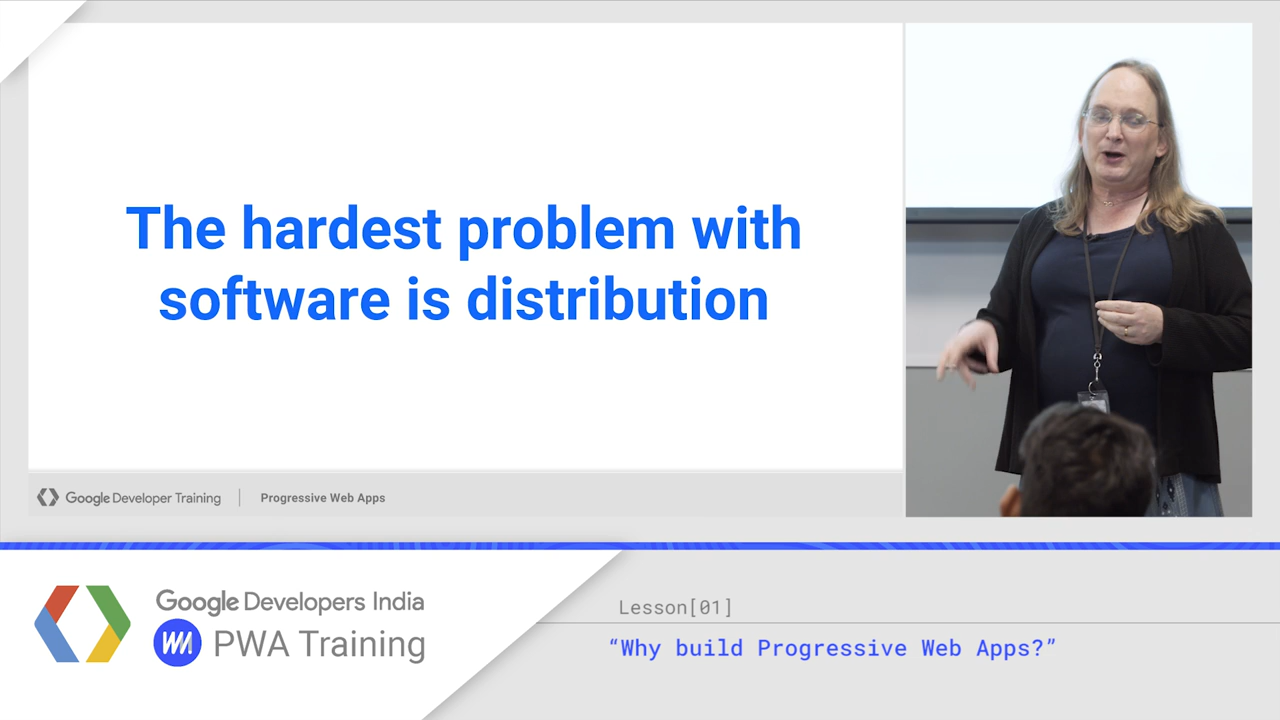 The hardest problem with
software is distribution
Google Developer Training
Progressive Web Apps
Google Developers India
PWA Training
Lesson[01]
“Why build Progressive Web Apps?”